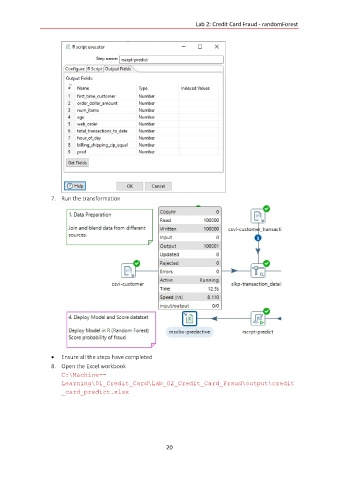 Lab 2: Credit Card Fraud - randomForest
R script executor
Step name: rscript-predict
Configure R Script Output Fields
Output Fields
# Name Type Indexed Values
1 first_time_customer Number
2 order_dollar_amount Number
3 num_items Number
4 age Number
5 web_order Number
6 total_transactions_to_date Number
7 hour_of_day Number
8 billing_shipping_zip_equal Number
9 pred Number
Get Fields
Help OK Cancel
7. Run the transformation
1. Data Preparation
Join and blend data from different
sources.
Copynr 0
Read 100000
Written 100000
Input 0
Output 100001
Updated 0
Rejected 0
Errors 0
Active Running
Time 12.3s
Speed (r/s) 8.110
input/output 0/0
csvi-customer_transacti
csvi-customer
slkp-transaction_detail
4. Deploy Model and Score datatset
Deploy Model in R (Random Forest)
Score probability of fraud
msxlsx-predective
rscript-predict
• Ensure all the steps have completed
8. Open the Excel workbook
C:\Machine--
Learning\01_Credit_Card\Lab_02_Credit_Card_Fraud\output\credit
_card_predict.xlsx
20